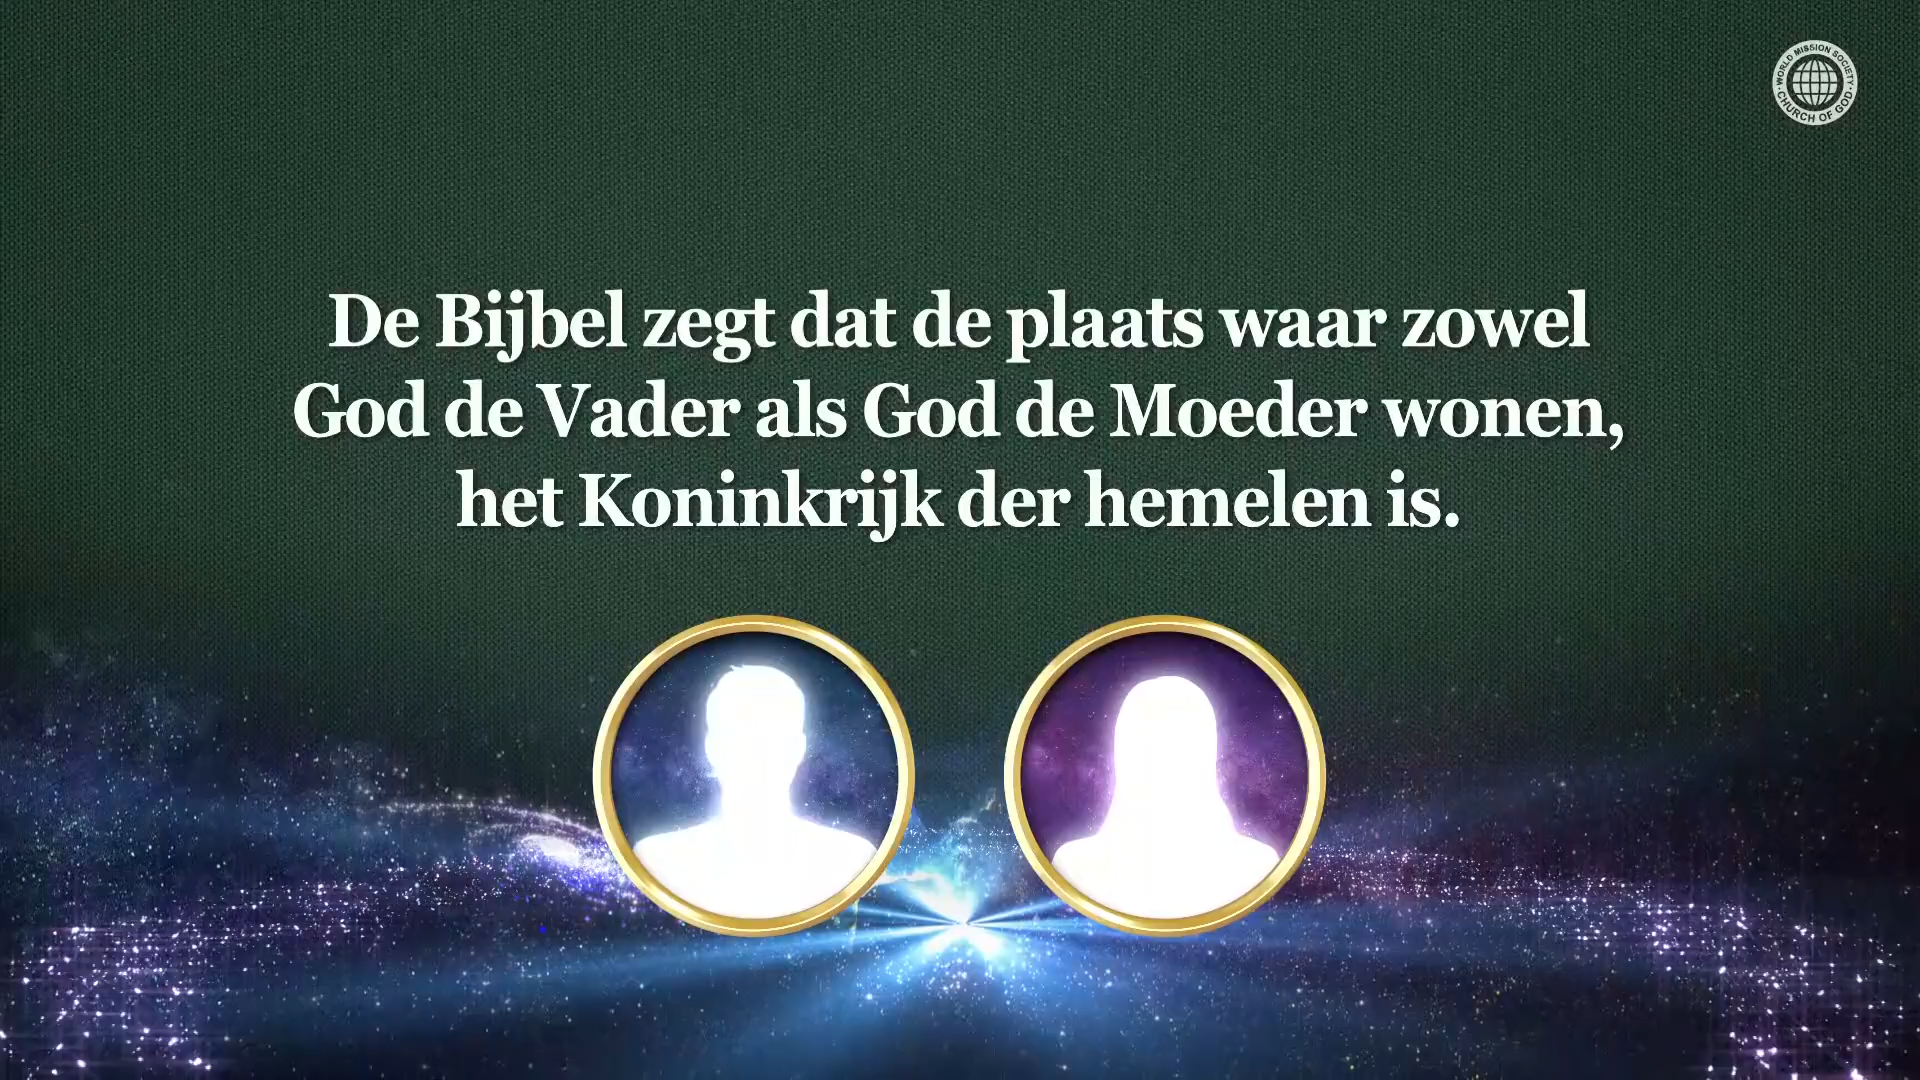 WORLD MISSION SOCIETY
CHURCH OF GOD
De Bijbel zegt dat de plaats waar zowel
God de Vader als God de Moeder wonen,
het Koninkrijk der hemelen is.